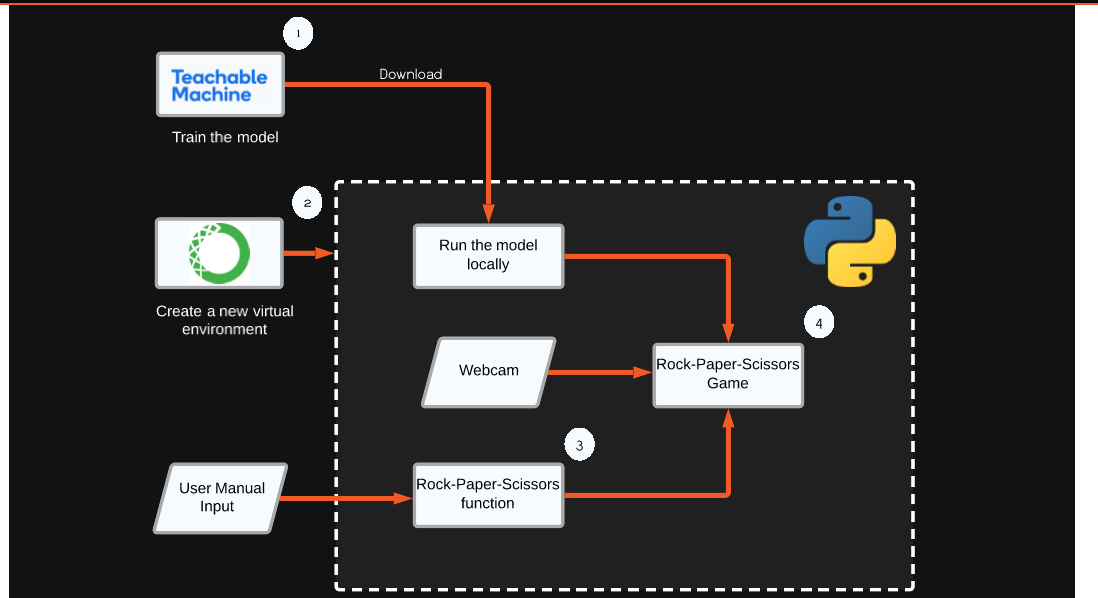 1
Teachable
Machine
Download
Train the model
2
Create a new virtual
environment
Run the model
locally
4
Webcam
Rock-Paper-Scissors
Game
3
User Manual
Input
Rock-Paper-Scissors
function